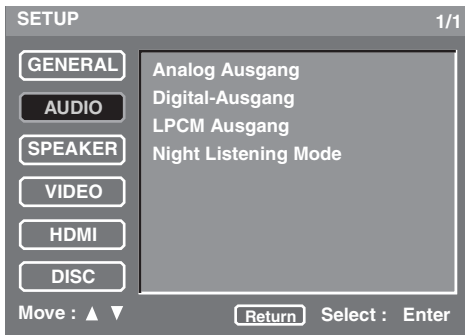 SETUP 1/1
GENERAL
AUDIO
SPEAKER
VIDEO
HDMI
DISC
Analog Ausgang
Digital-Ausgang
LPCM Ausgang
Night Listening Mode
Move : ▲ ▼ Return Select : Enter